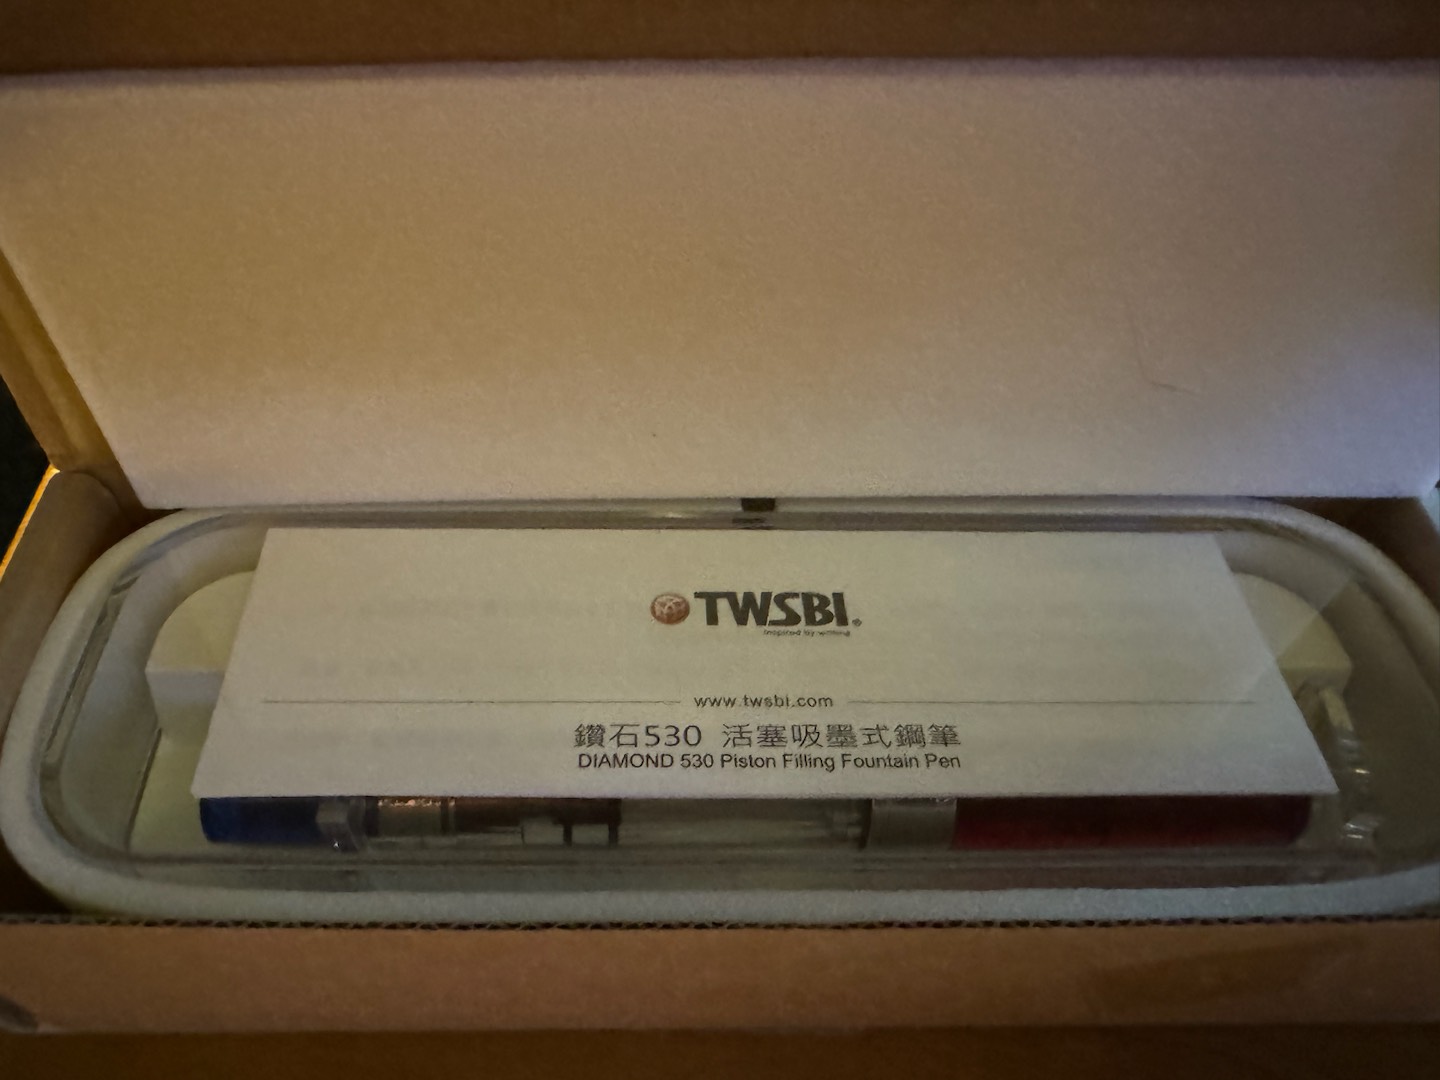 TWSBI®
Inspired by writing
www.twsbi.com
鑽石530 活塞吸墨式鋼筆
DIAMOND 530 Piston Filling Fountain Pen